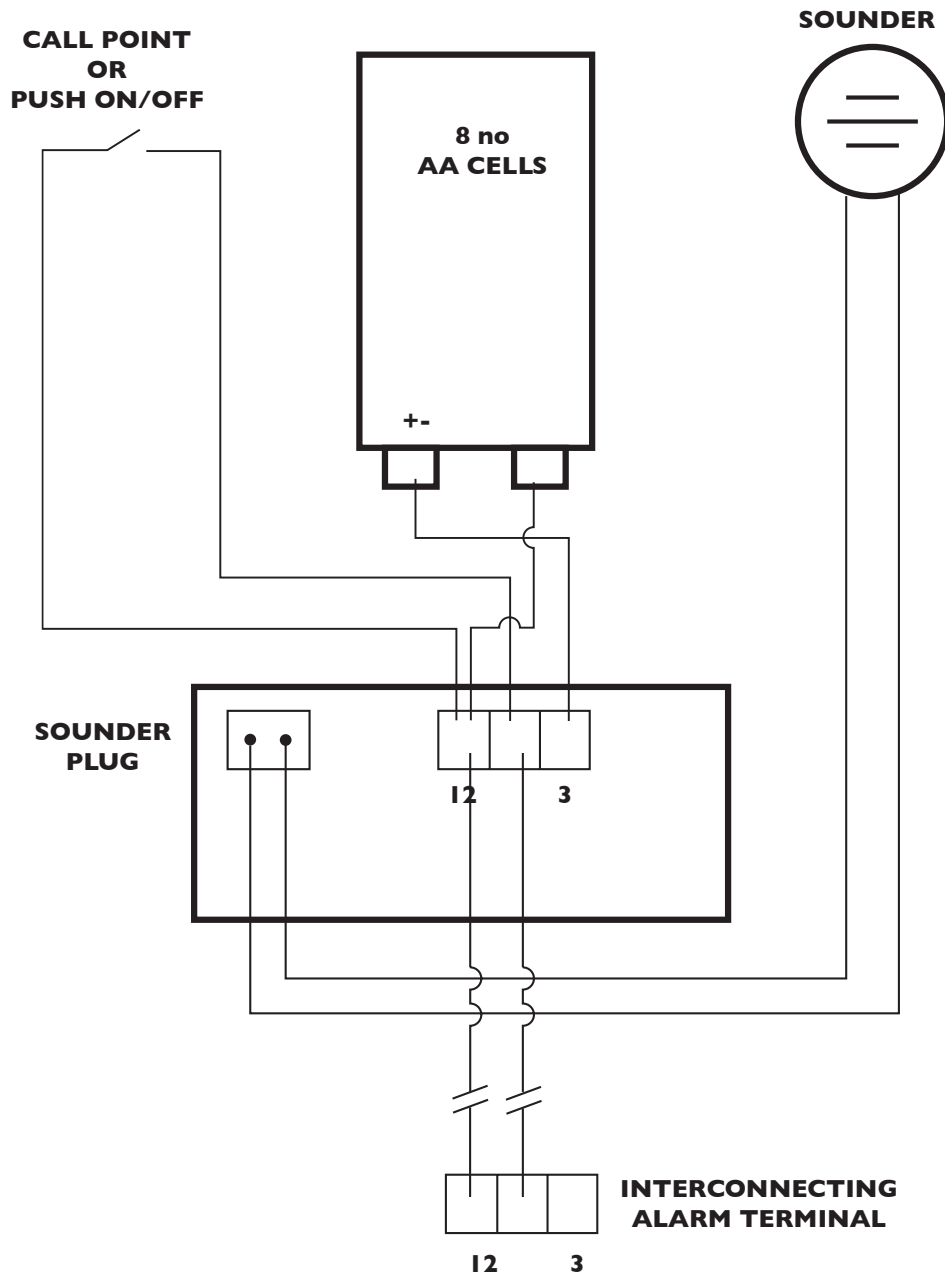 SOUNDER
CALL POINT
OR
PUSH ON/OFF
8 no
AA CELLS
+-
SOUNDER
PLUG
12 3
INTERCONNECTING
ALARM TERMINAL
12 3